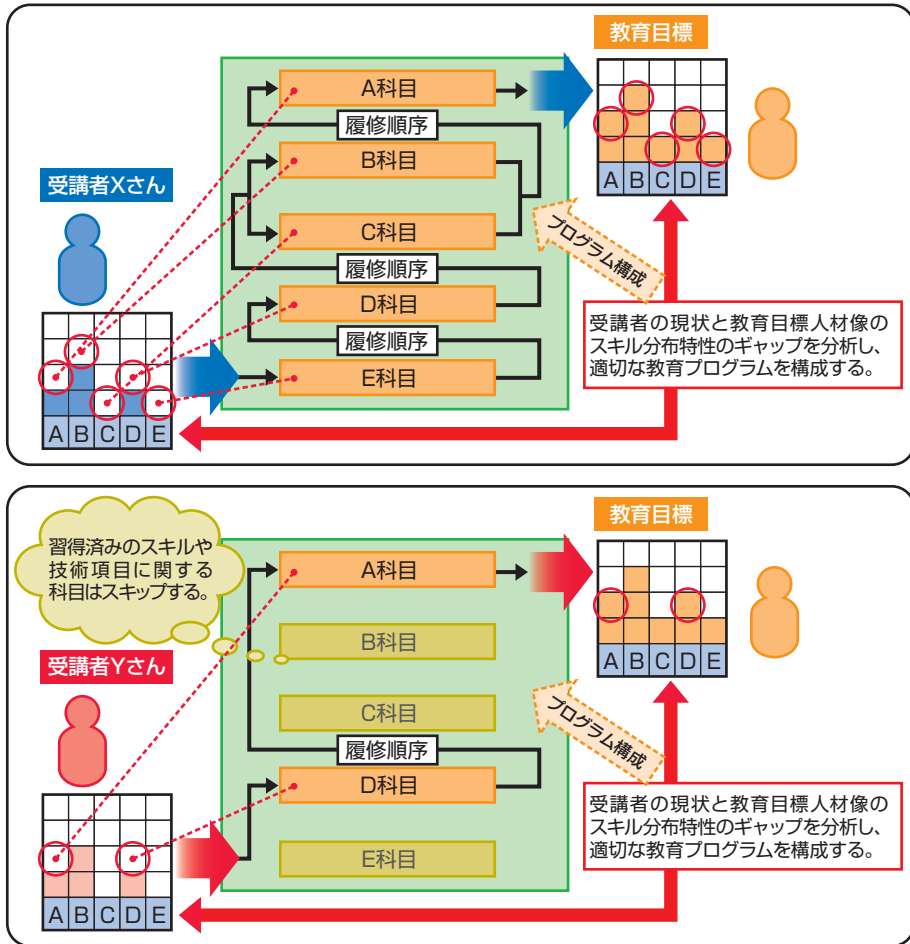 教育目標
A科目
履修順序
B科目
受講者Xさん
C科目
履修順序
D科目
履修順序
E科目
A B C D E
A B C D E
プログラム構成
受講者の現状と教育目標人材像の
スキル分布特性のギャップを分析し、
適切な教育プログラムを構成する。
教育目標
習得済みのスキルや
技術項目に関する
科目はスキップする。
A科目
B科目
受講者Yさん
C科目
履修順序
D科目
E科目
A B C D E
A B C D E
プログラム構成
受講者の現状と教育目標人材像の
スキル分布特性のギャップを分析し、
適切な教育プログラムを構成する。